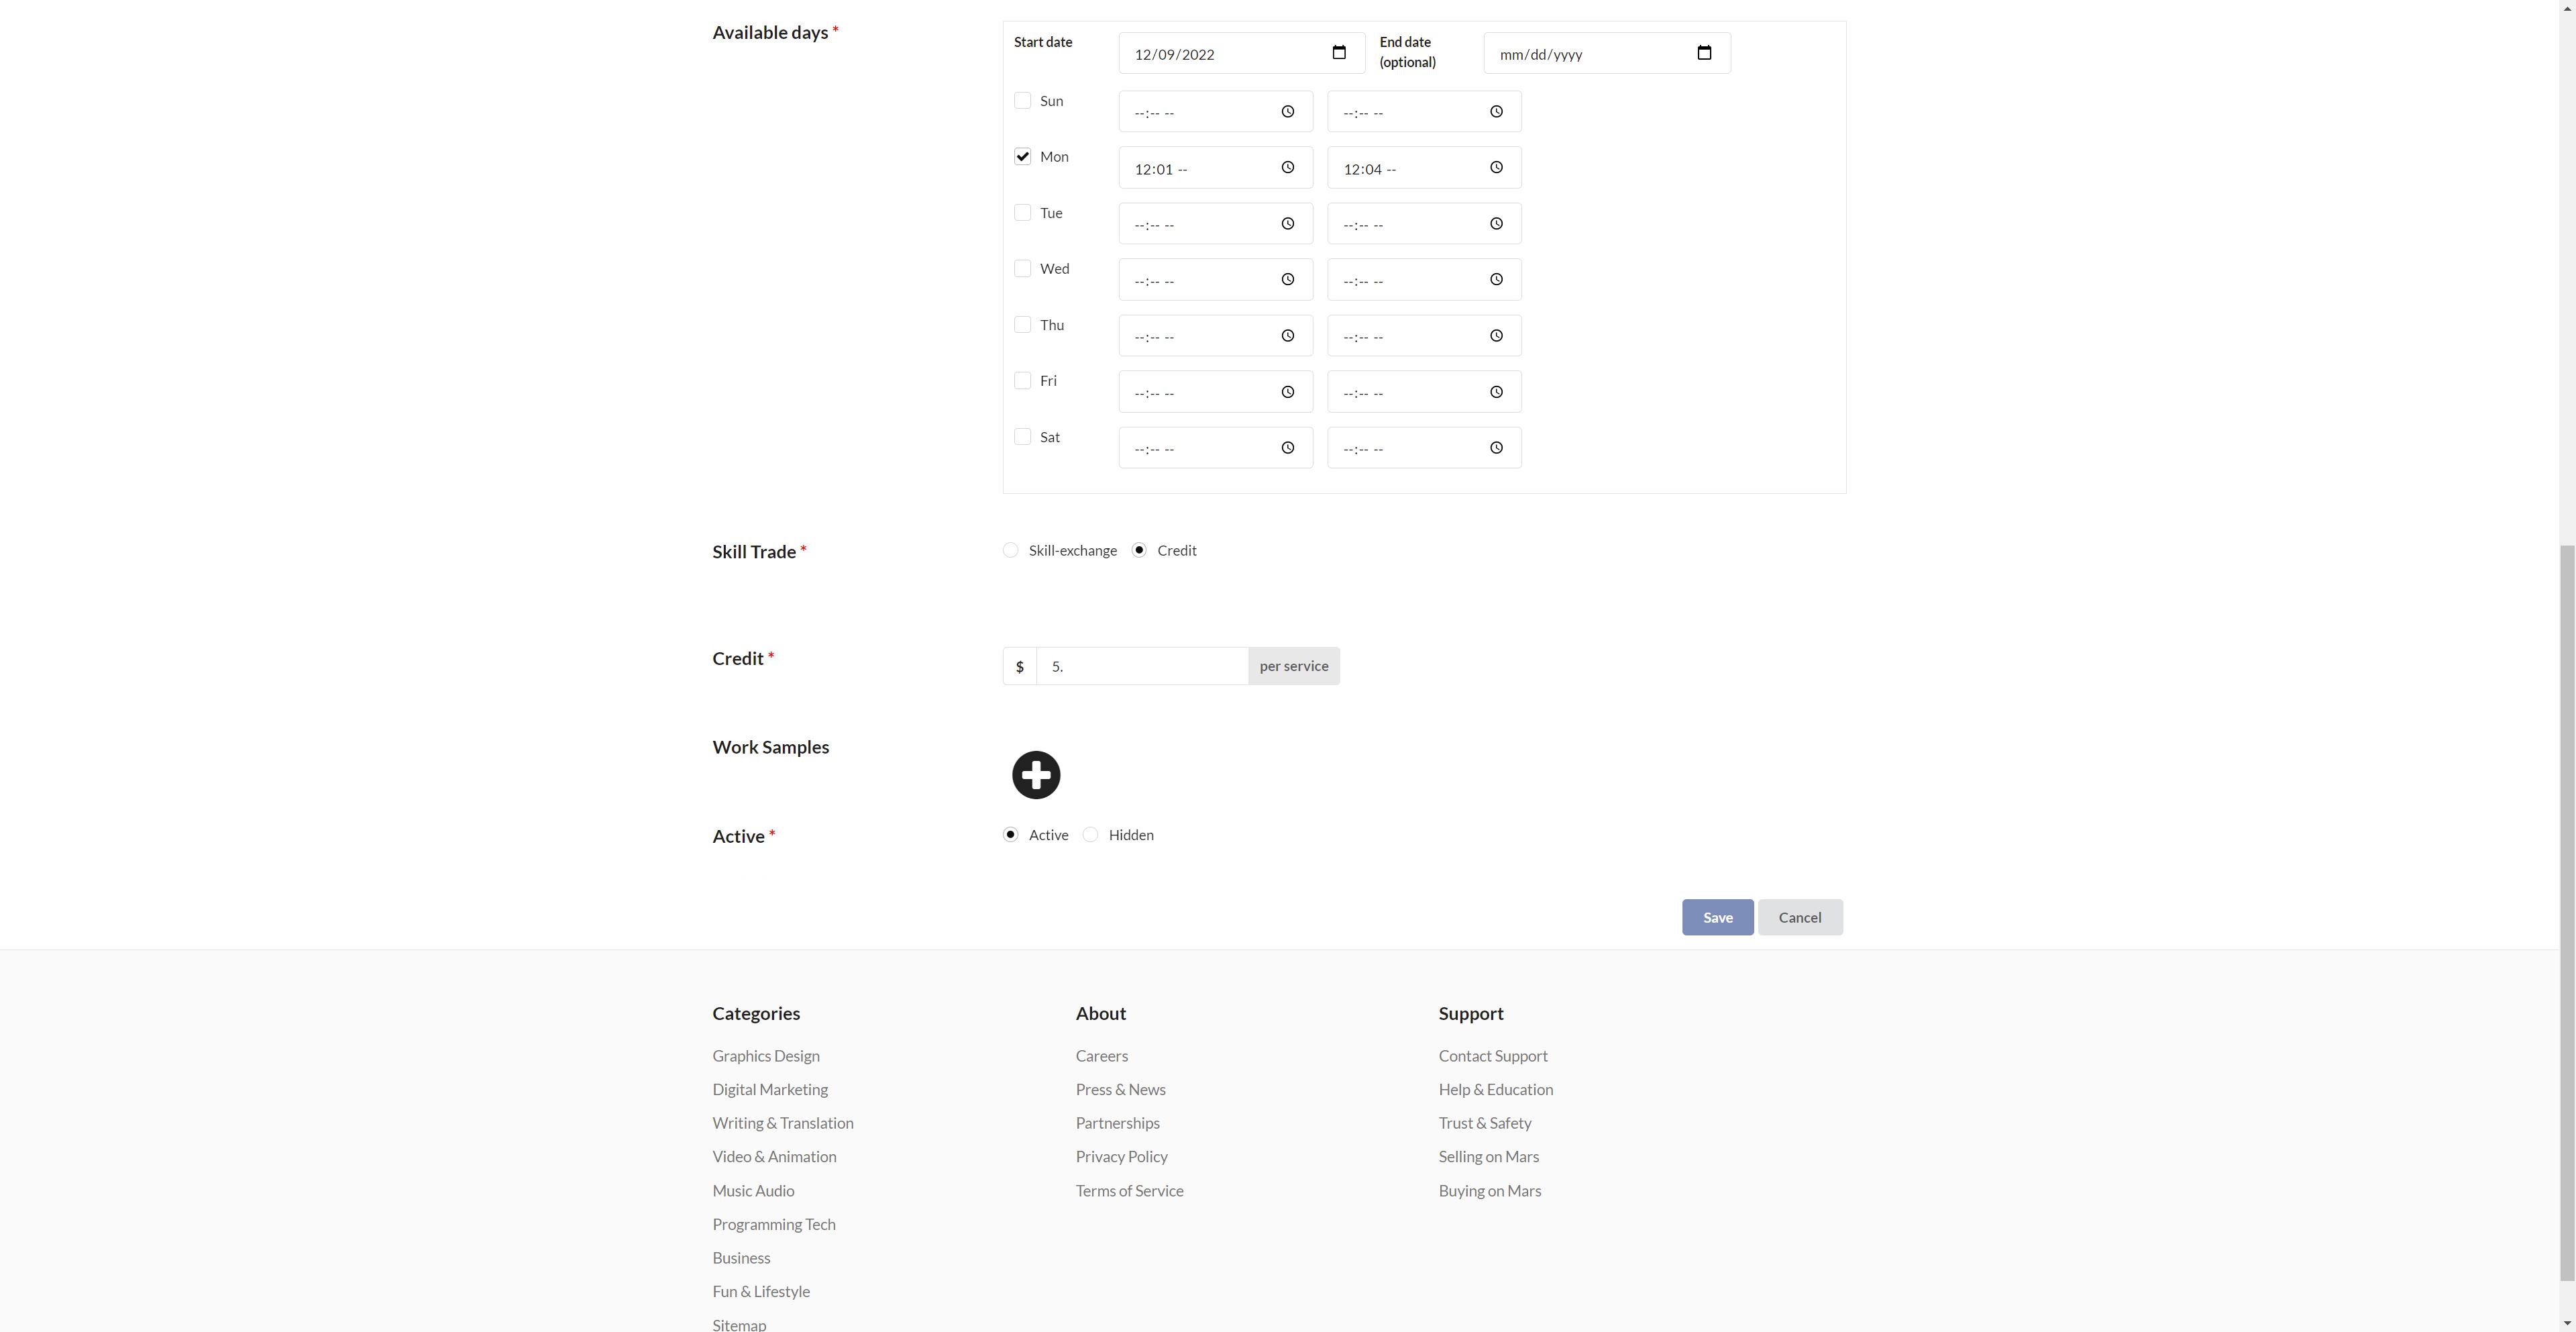 Available days *
Start date 12/09/2022 End date (optional) mm/dd/yyyy
Sun --:-- -- --:-- --
Mon 12:01 -- 12:04 --
Tue --:-- -- --:-- --
Wed --:-- -- --:-- --
Thu --:-- -- --:-- --
Fri --:-- -- --:-- --
Sat --:-- -- --:-- --
Skill Trade * Skill-exchange Credit
Credit * $ 5. per service
Work Samples
Active * Active Hidden
Save Cancel
Categories
Graphics Design
Digital Marketing
Writing & Translation
Video & Animation
Music Audio
Programming Tech
Business
Fun & Lifestyle
Sitemap
About
Careers
Press & News
Partnerships
Privacy Policy
Terms of Service
Support
Contact Support
Help & Education
Trust & Safety
Selling on Mars
Buying on Mars